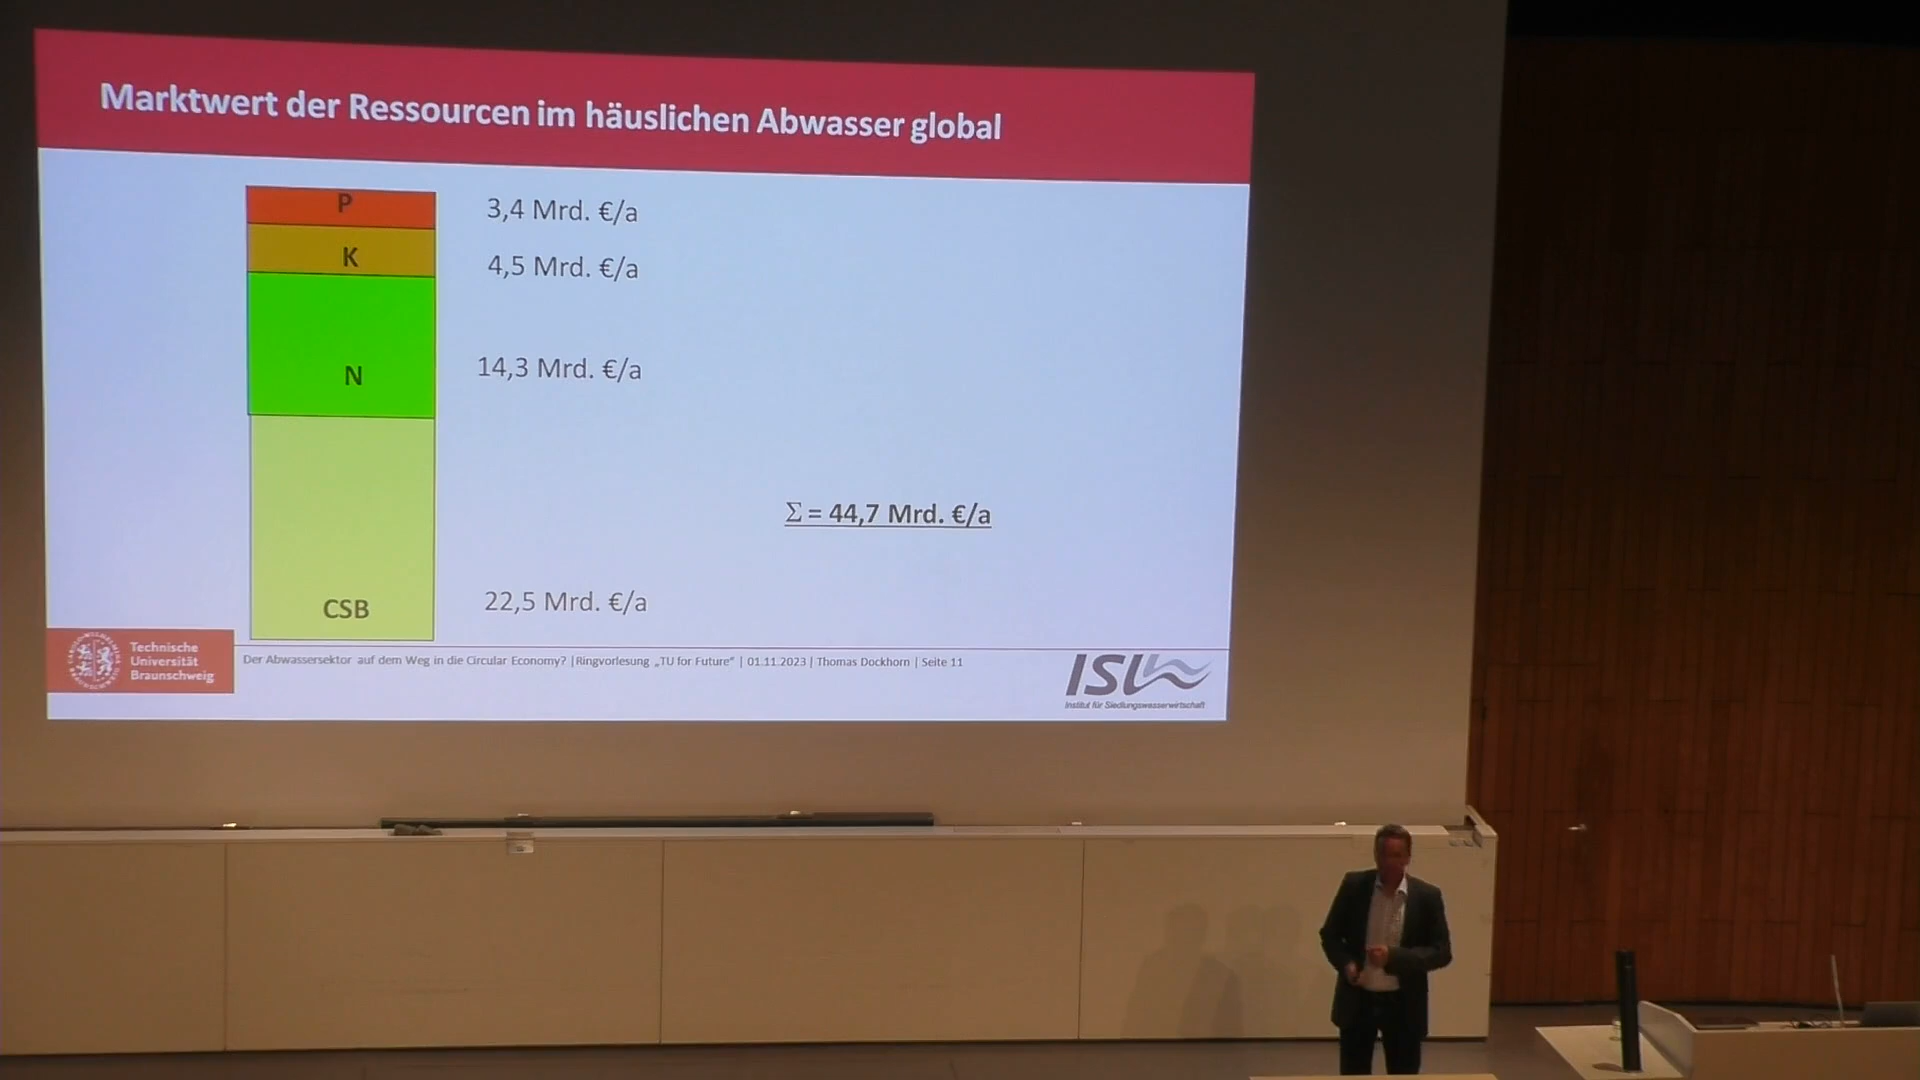 Marktwert der Ressourcen im häuslichen Abwasser global
P 3,4 Mrd. €/a
K 4,5 Mrd. €/a
N 14,3 Mrd. €/a
Σ = 44,7 Mrd. €/a
CSB 22,5 Mrd. €/a
Technische
Universität
Braunschweig
Der Abwassersektor auf dem Weg in die Circular Economy? |Ringvorlesung „TU for Future“ | 01.11.2023 | Thomas Dockhorn | Seite 11
ISW
Institut für Siedlungswasserwirtschaft